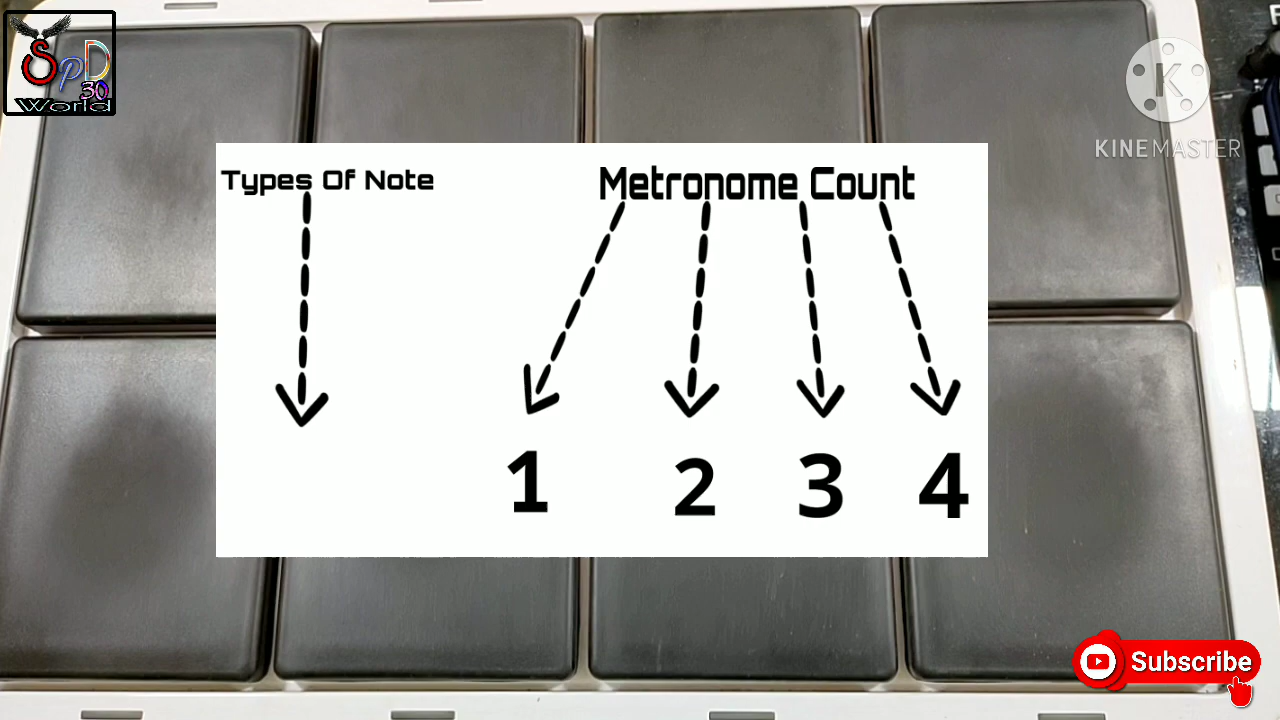 SpD
30
World
KINEMASTER
Types Of Note
Metronome Count
1 2 3 4
Subscribe